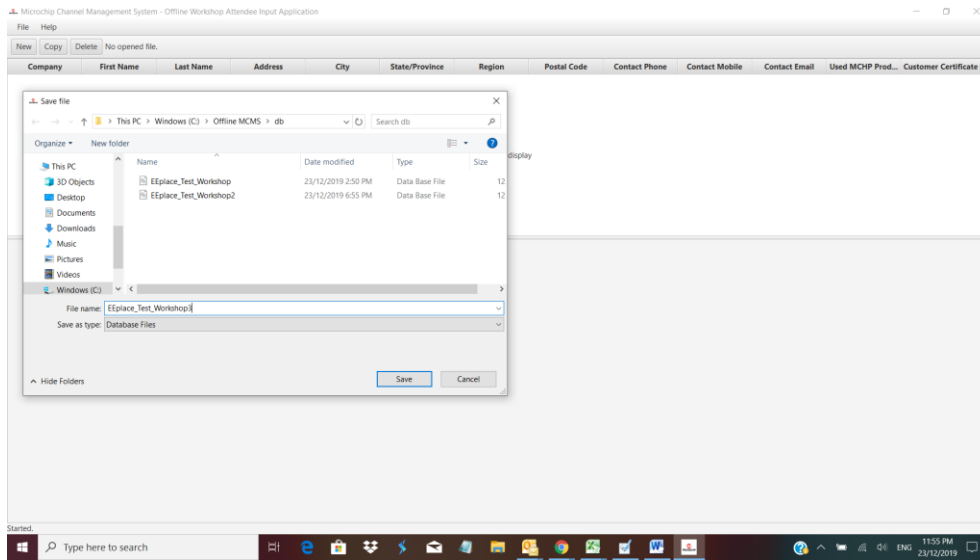 Microchip Channel Management System - Offline Workshop Attendee Input Application
File Help
New Copy Delete No opened file.
Company First Name Last Name Address City State/Province Region Postal Code Contact Phone Contact Mobile Contact Email Used MCHP Prod... Customer Certificate
Save file
This PC > Windows (C:) > Offline MCMS > db Search db
Organize New folder
display
This PC
3D Objects
Desktop
Documents
Downloads
Music
Pictures
Videos
Windows (C:)
Name Date modified Type Size
EEplace_Test_Workshop 23/12/2019 2:50 PM Data Base File 12
EEplace_Test_Workshop2 23/12/2019 6:55 PM Data Base File 12
File name: EEplace_Test_Workshop3
Save as type: Database Files
Hide Folders Save Cancel
Started.
Type here to search
ENG 11:55 PM
23/12/2019